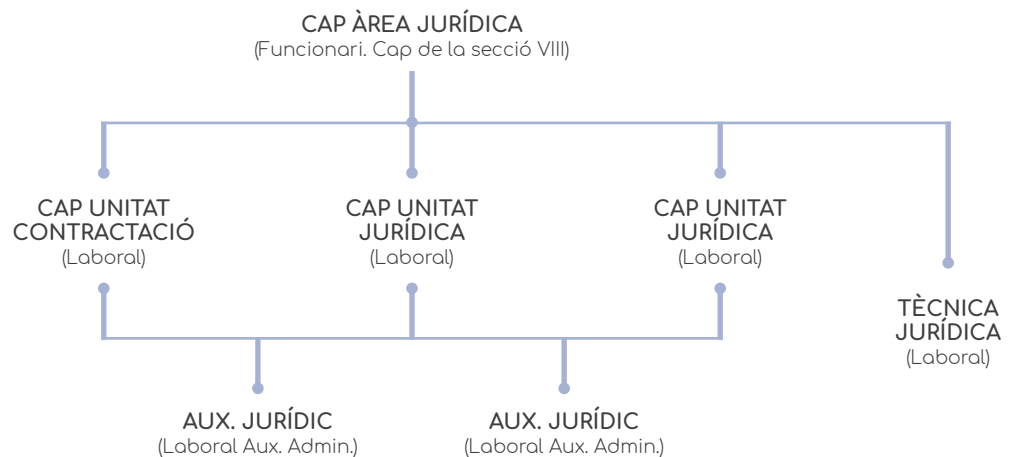 CAP ÀREA JURÍDICA
(Funcionari. Cap de la secció VIII)
CAP UNITAT
CONTRACTACIÓ
(Laboral)
CAP UNITAT
JURÍDICA
(Laboral)
CAP UNITAT
JURÍDICA
(Laboral)
TÈCNICA
JURÍDICA
(Laboral)
AUX. JURÍDIC
(Laboral Aux. Admin.)
AUX. JURÍDIC
(Laboral Aux. Admin.)